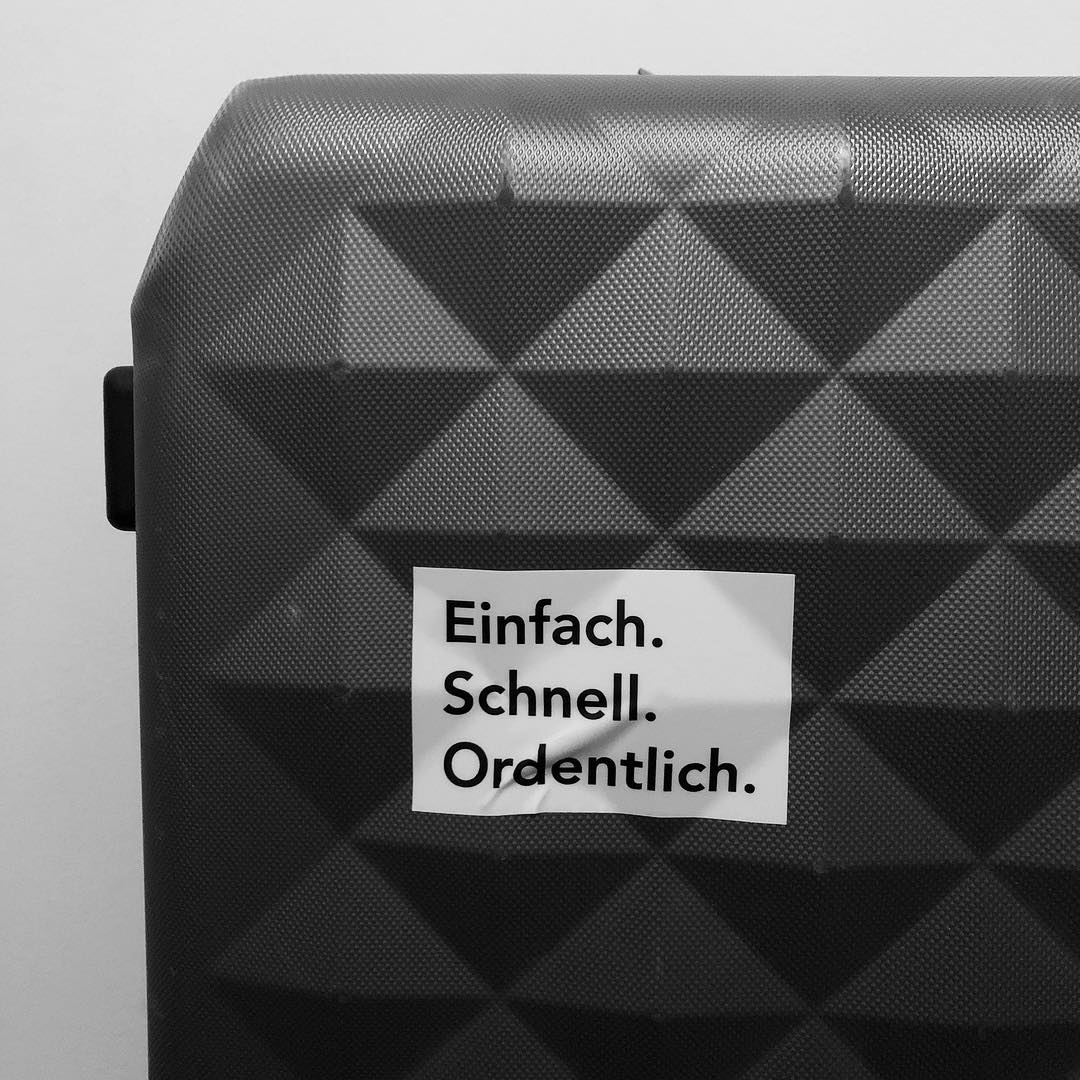 Einfach.
Schnell.
Ordentlich.